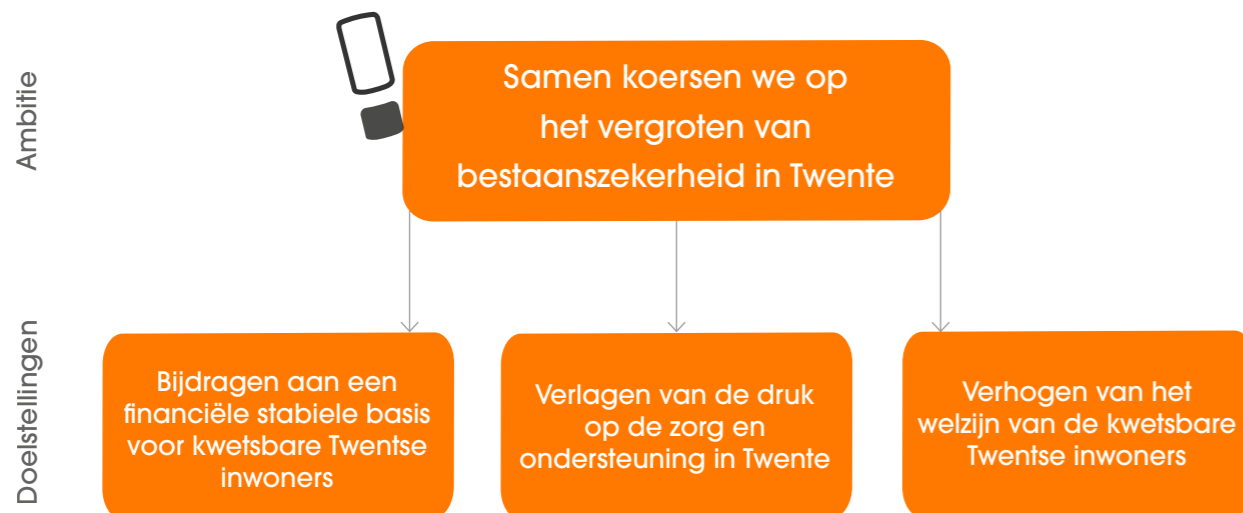 Ambitie
Samen koersen we op
het vergroten van
bestaanszekerheid in Twente
Doelstellingen
Bijdragen aan een
financiële stabiele basis
voor kwetsbare Twentse
inwoners
Verlagen van de druk
op de zorg en
ondersteuning in Twente
Verhogen van het
welzijn van de kwetsbare
Twentse inwoners